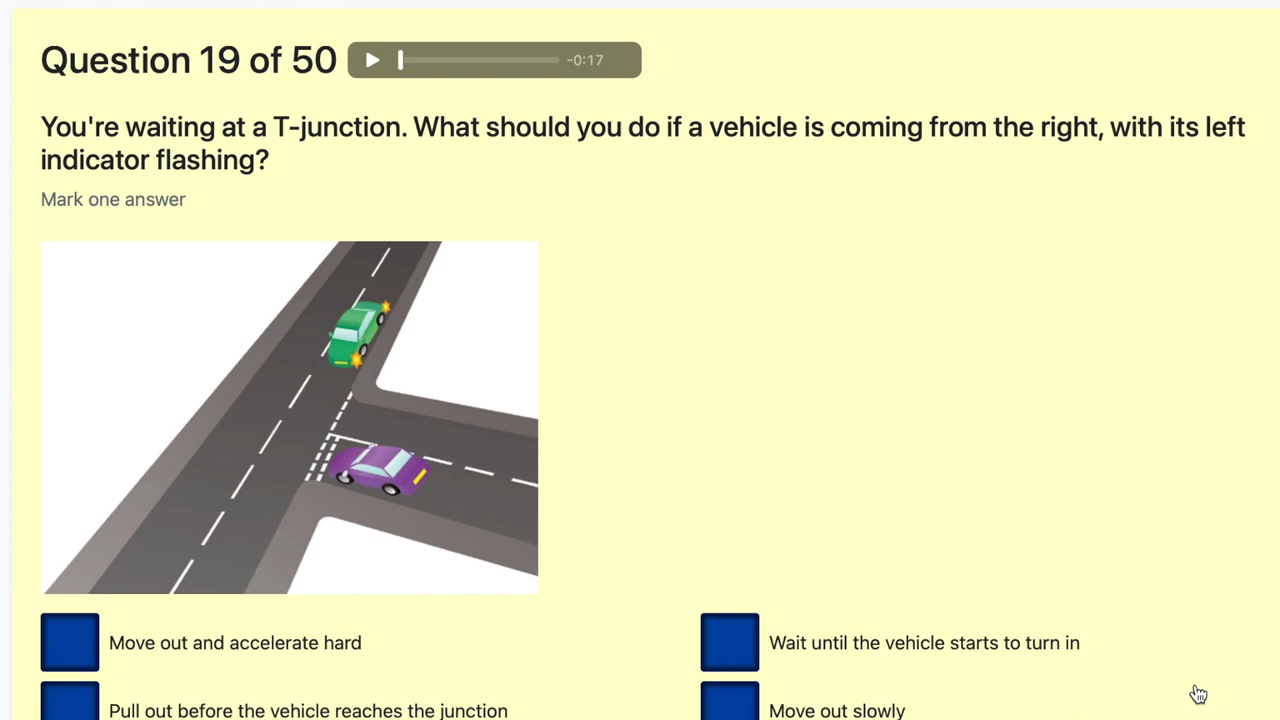 Question 19 of 50
-0:17
You're waiting at a T-junction. What should you do if a vehicle is coming from the right, with its left
indicator flashing?
Mark one answer
Move out and accelerate hard
Wait until the vehicle starts to turn in
Pull out before the vehicle reaches the junction
Move out slowly